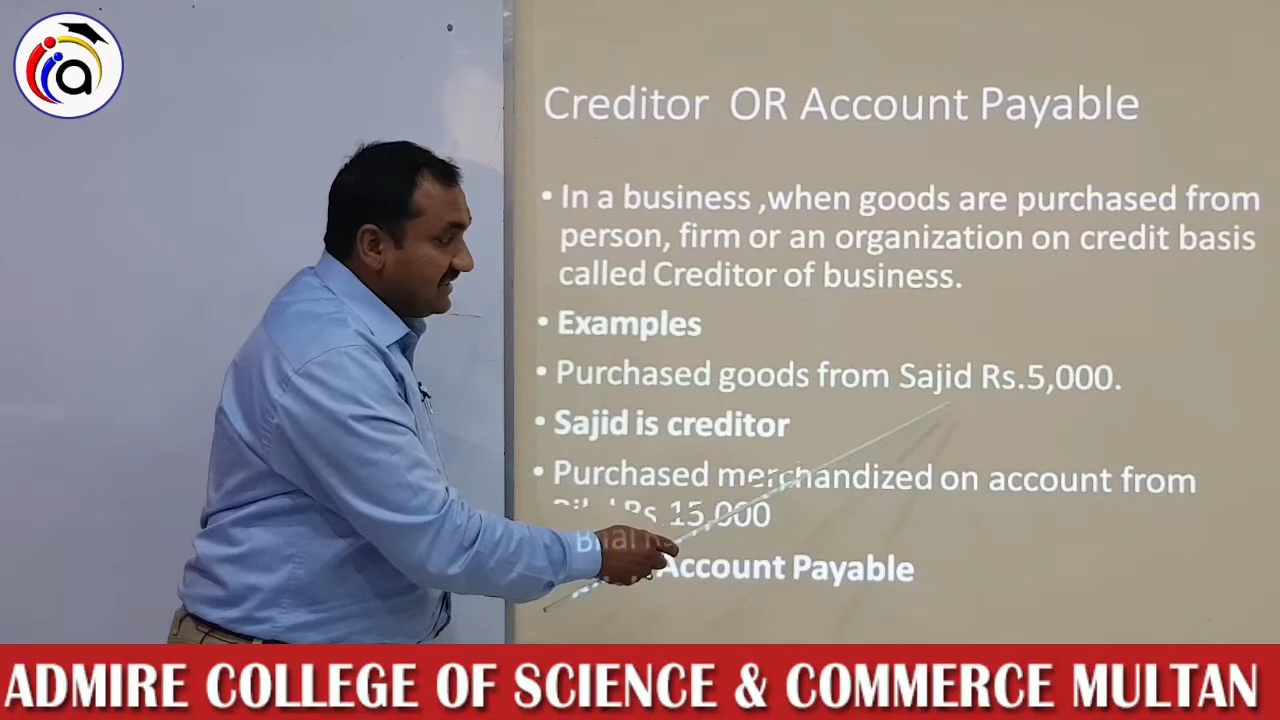 a
Creditor OR Account Payable
• In a business ,when goods are purchased from
person, firm or an organization on credit basis
called Creditor of business.
• Examples
• Purchased goods from Sajid Rs.5,000.
• Sajid is creditor
• Purchased merchandized on account from
Bilal Rs.15,000
Account Payable
ADMIRE COLLEGE OF SCIENCE & COMMERCE MULTAN